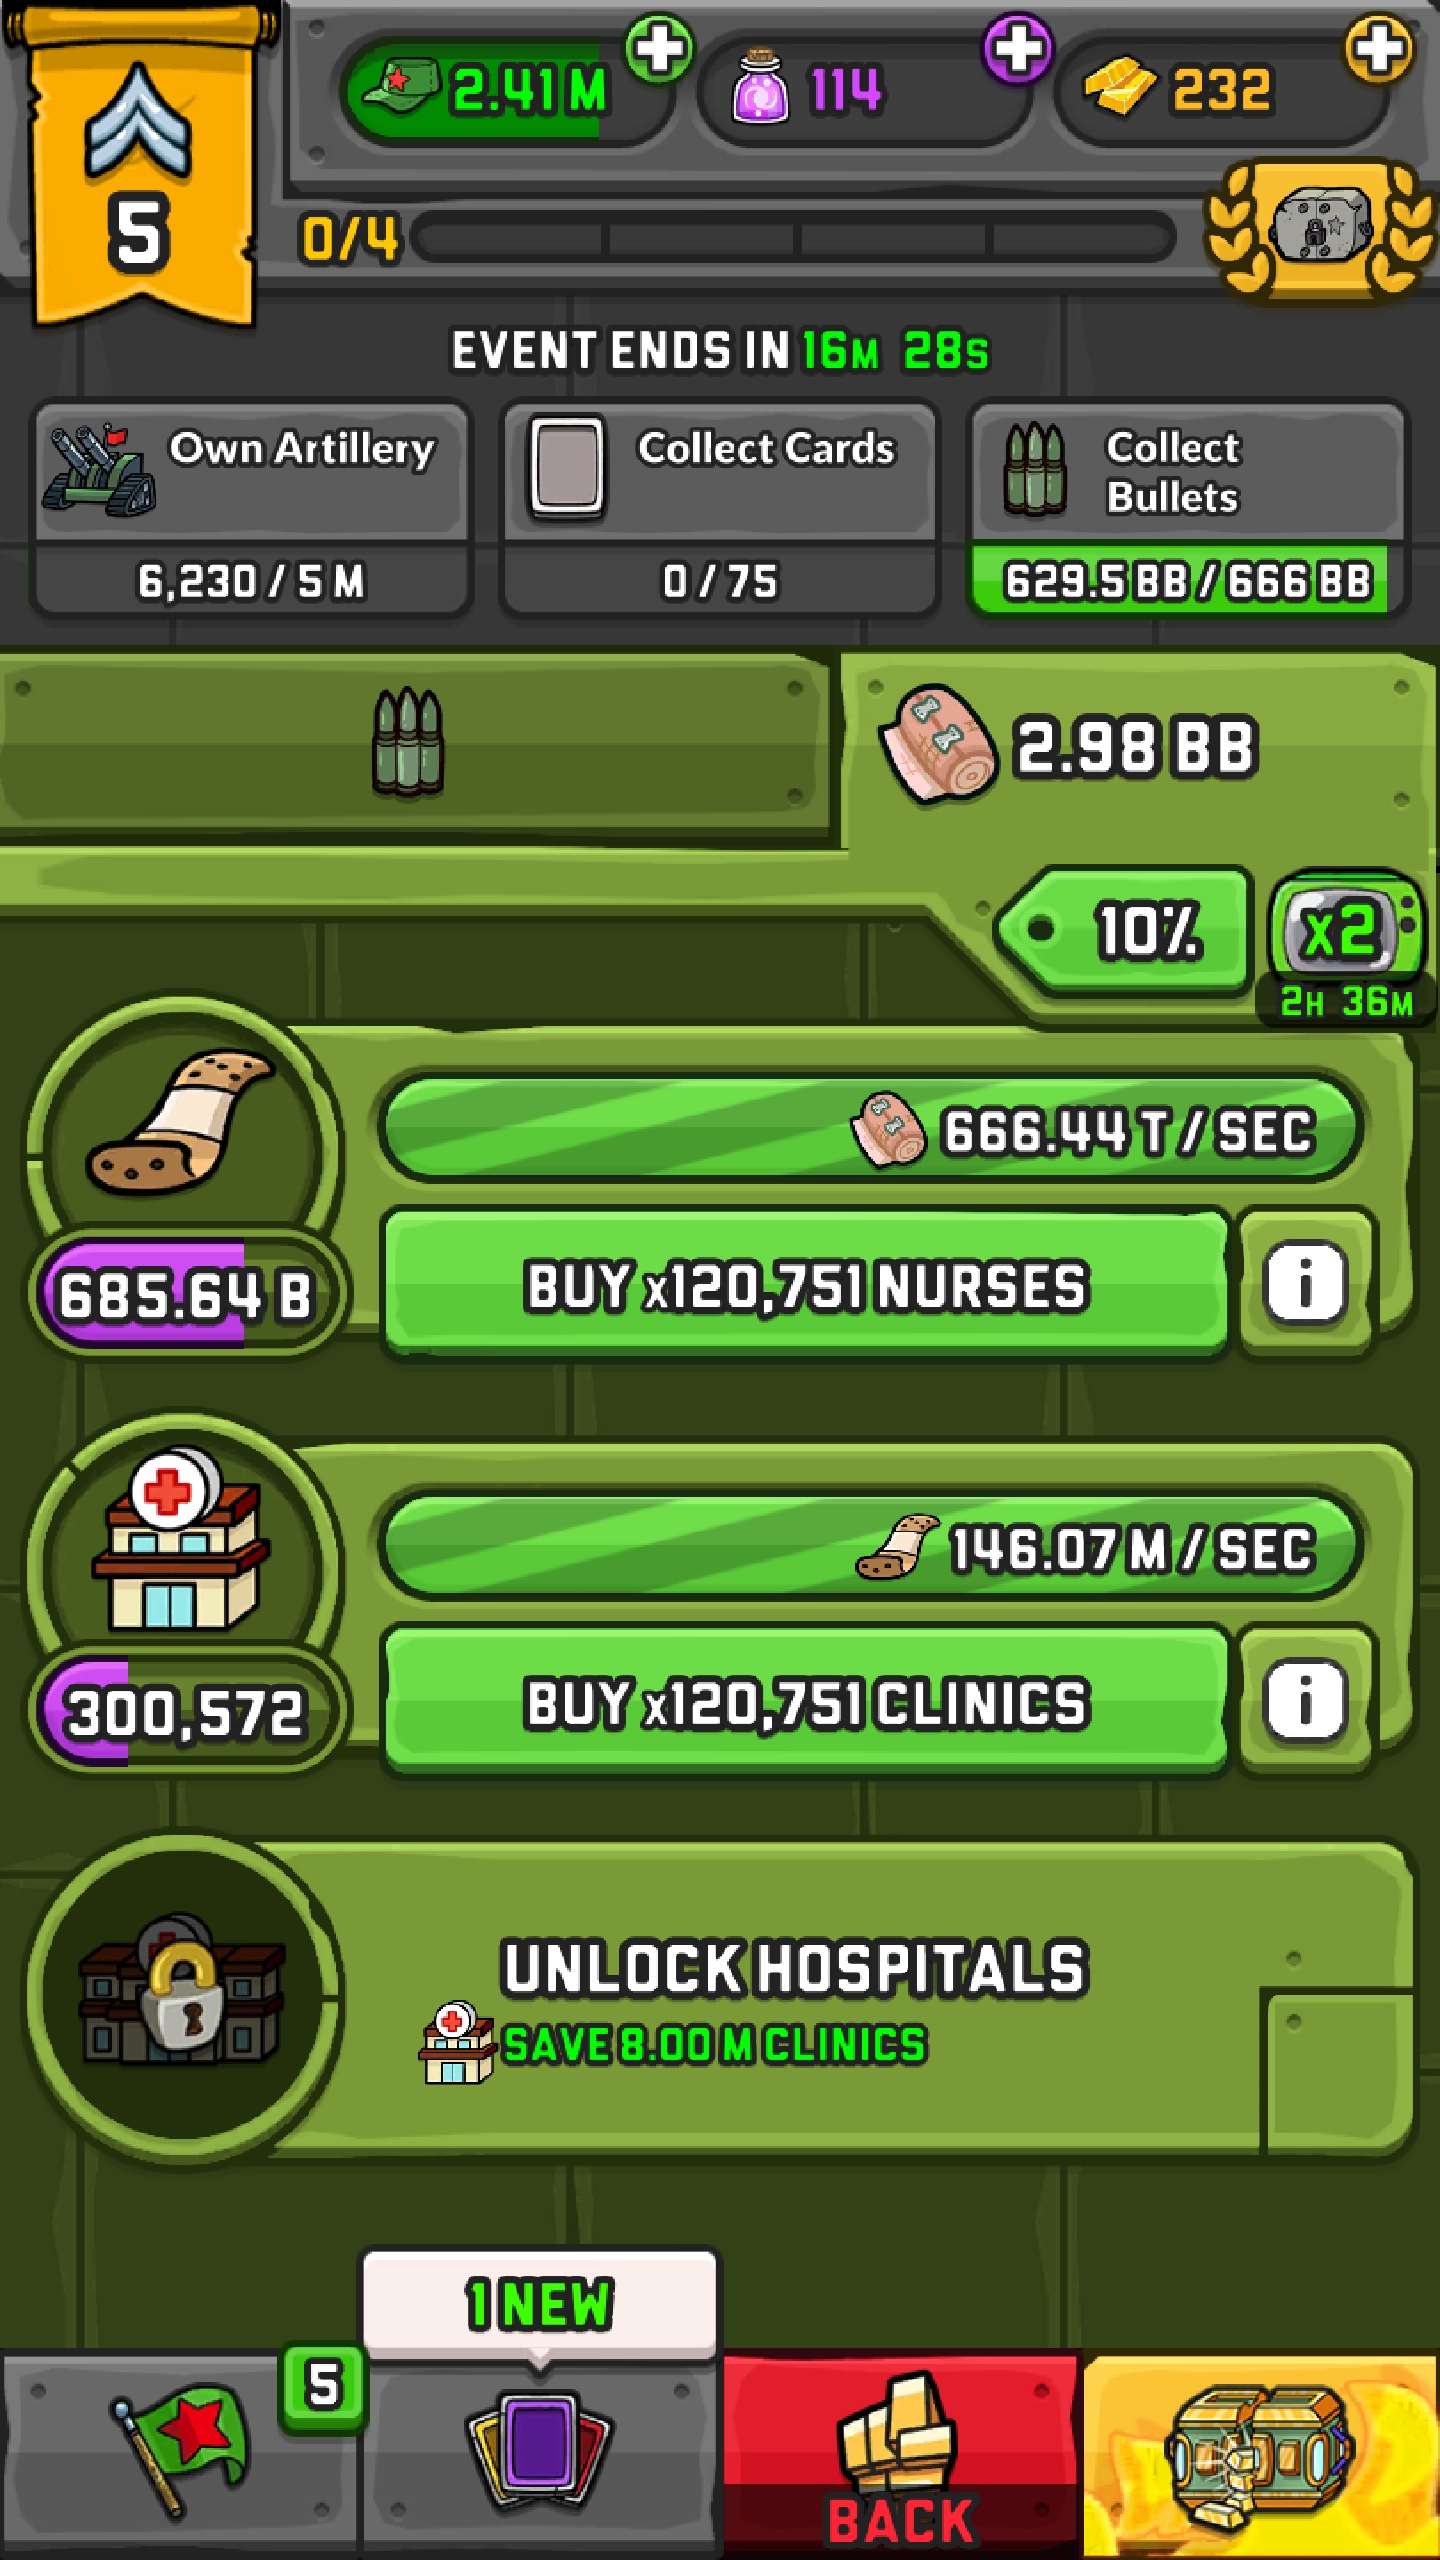 2.41 M
114
232
5
0/4
EVENT ENDS IN 16M 28S
Own Artillery
6,230 / 5 M
Collect Cards
0 / 75
Collect
Bullets
629.5 BB / 666 BB
2.98 BB
10%
x2
2H 36M
666.44 T / SEC
685.64 B
BUY x120,751 NURSES
i
146.07 M / SEC
300,572
BUY x120,751 CLINICS
i
UNLOCK HOSPITALS
SAVE 8.00 M CLINICS
1 NEW
5
BACK